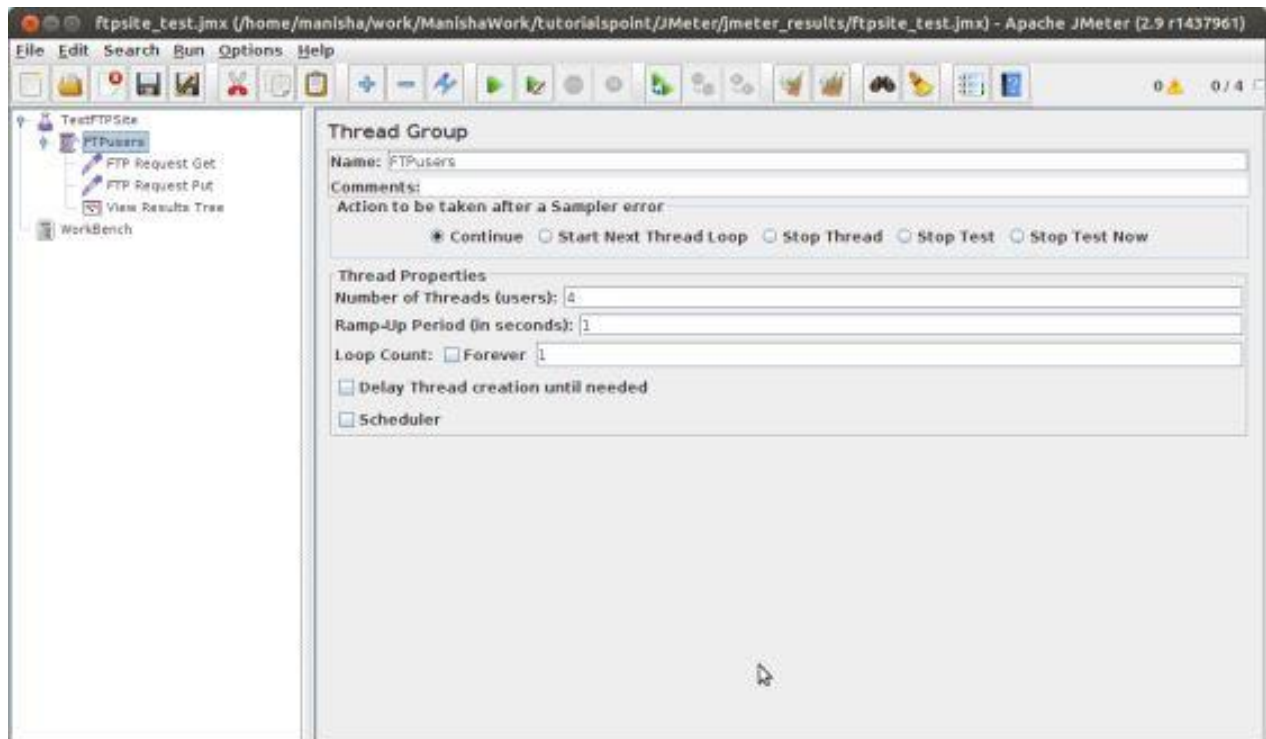 ftpsite_test.jmx (/home/manisha/work/ManishaWork/tutorialspoint/JMeter/jmeter_results/ftpsite_test.jmx) - Apache JMeter (2.9 r1437961)
File Edit Search Run Options Help
0 0 / 4
TestFTPSite
FTPusers
FTP Request Get
FTP Request Put
View Results Tree
WorkBench
Thread Group
Name: FTPusers
Comments:
Action to be taken after a Sampler error
Continue Start Next Thread Loop Stop Thread Stop Test Stop Test Now
Thread Properties
Number of Threads (users): 4
Ramp-Up Period (in seconds): 1
Loop Count: Forever 1
Delay Thread creation until needed
Scheduler